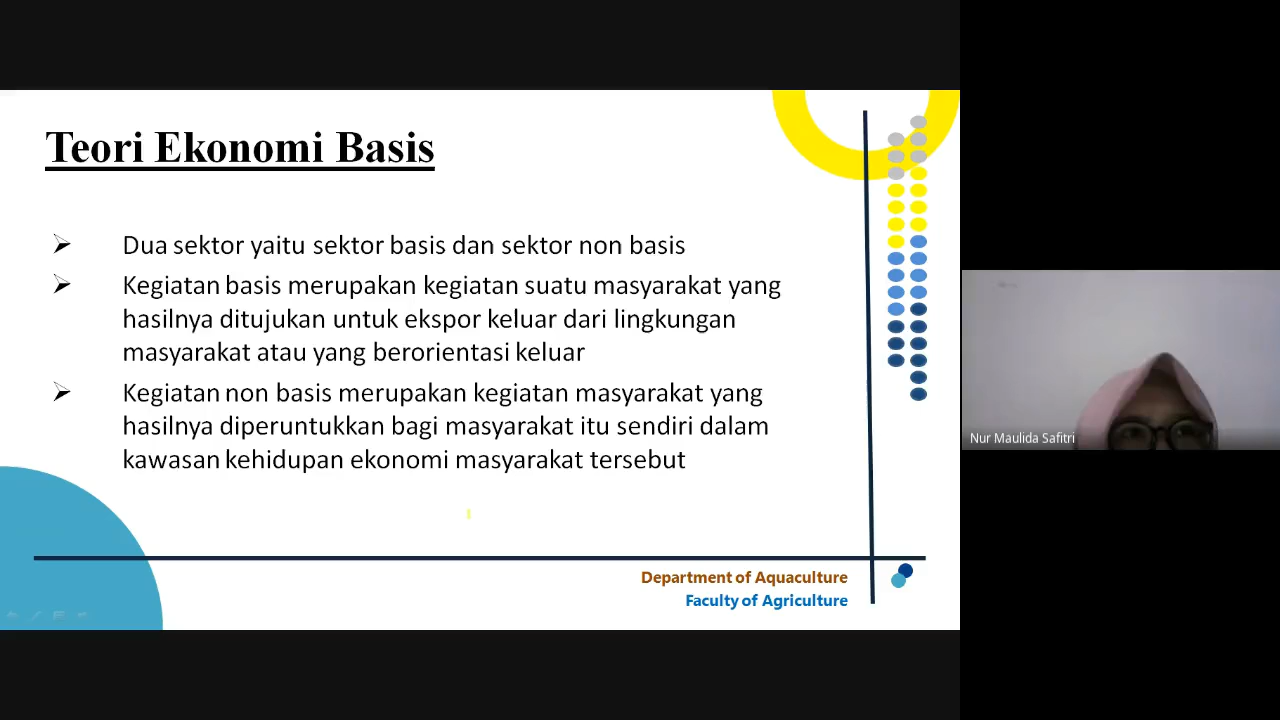 Teori Ekonomi Basis
Dua sektor yaitu sektor basis dan sektor non basis
Kegiatan basis merupakan kegiatan suatu masyarakat yang
hasilnya ditujukan untuk ekspor keluar dari lingkungan
masyarakat atau yang berorientasi keluar
Kegiatan non basis merupakan kegiatan masyarakat yang
hasilnya diperuntukkan bagi masyarakat itu sendiri dalam
kawasan kehidupan ekonomi masyarakat tersebut
Department of Aquaculture
Faculty of Agriculture
Nur Maulida Safitri